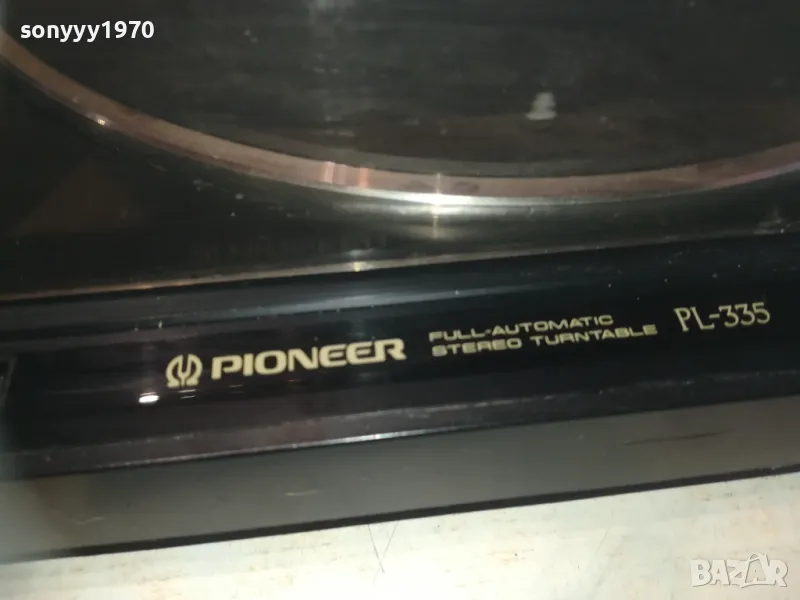 sonyyy1970
PIONEER
FULL-AUTOMATIC
STEREO TURNTABLE
PL-335
BAZAR